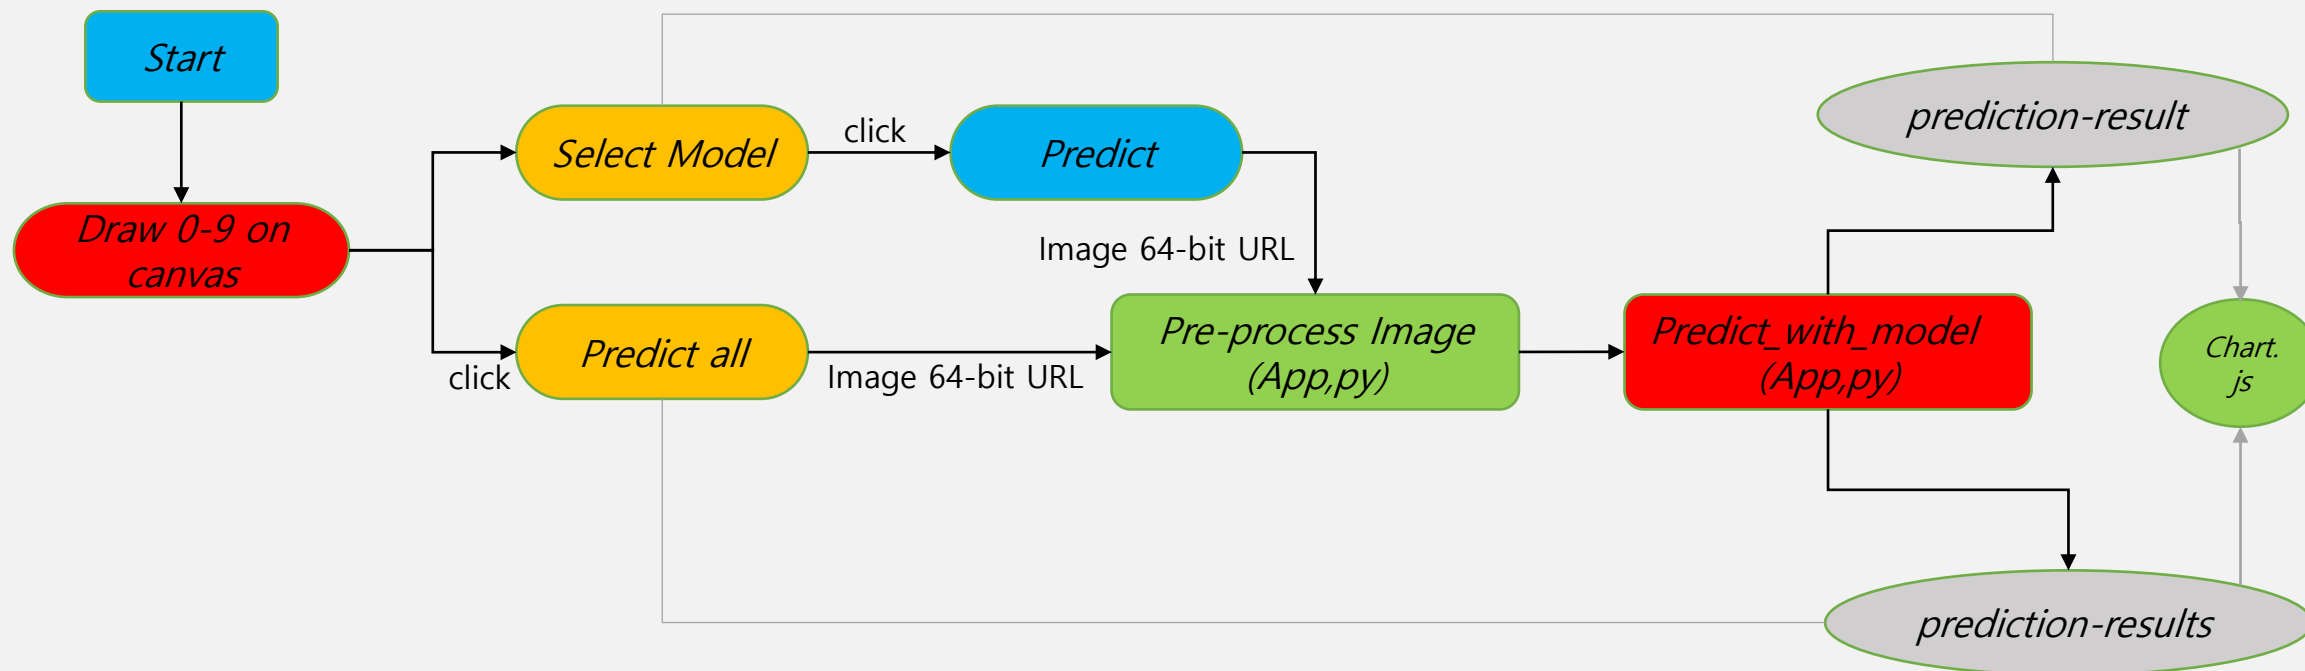 Start
Draw 0-9 on
canvas
Select Model
click
Predict
Image 64-bit URL
click
Predict all
Image 64-bit URL
Pre-process Image
(App,py)
Predict_with_model
(App,py)
prediction-result
Chart.
js
prediction-results